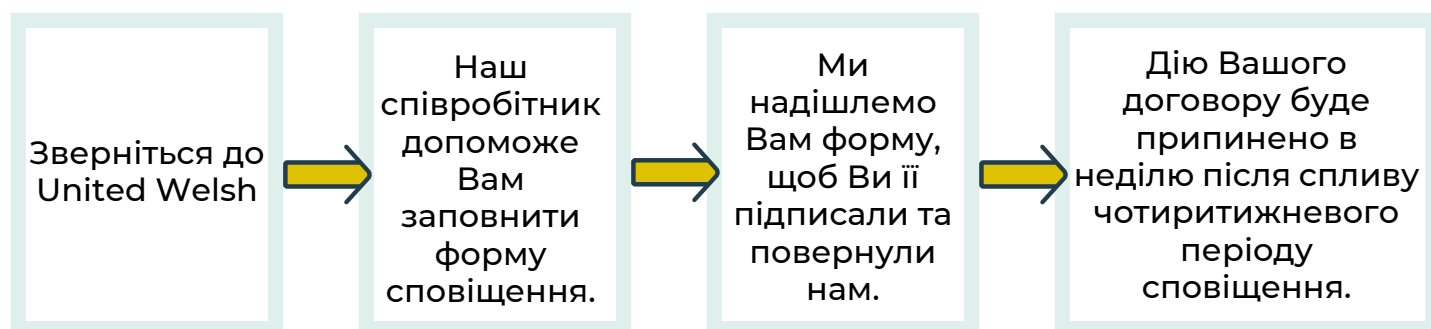 Зверніться до
United Welsh
Наш
співробітник
допоможе
Вам
заповнити
форму
сповіщення.
Ми
надішлемо
Вам форму,
щоб Ви її
підписали та
повернули
нам.
Дію Вашого
договору буде
припинено в
неділю після спливу
чотиритижневого
періоду
сповіщення.